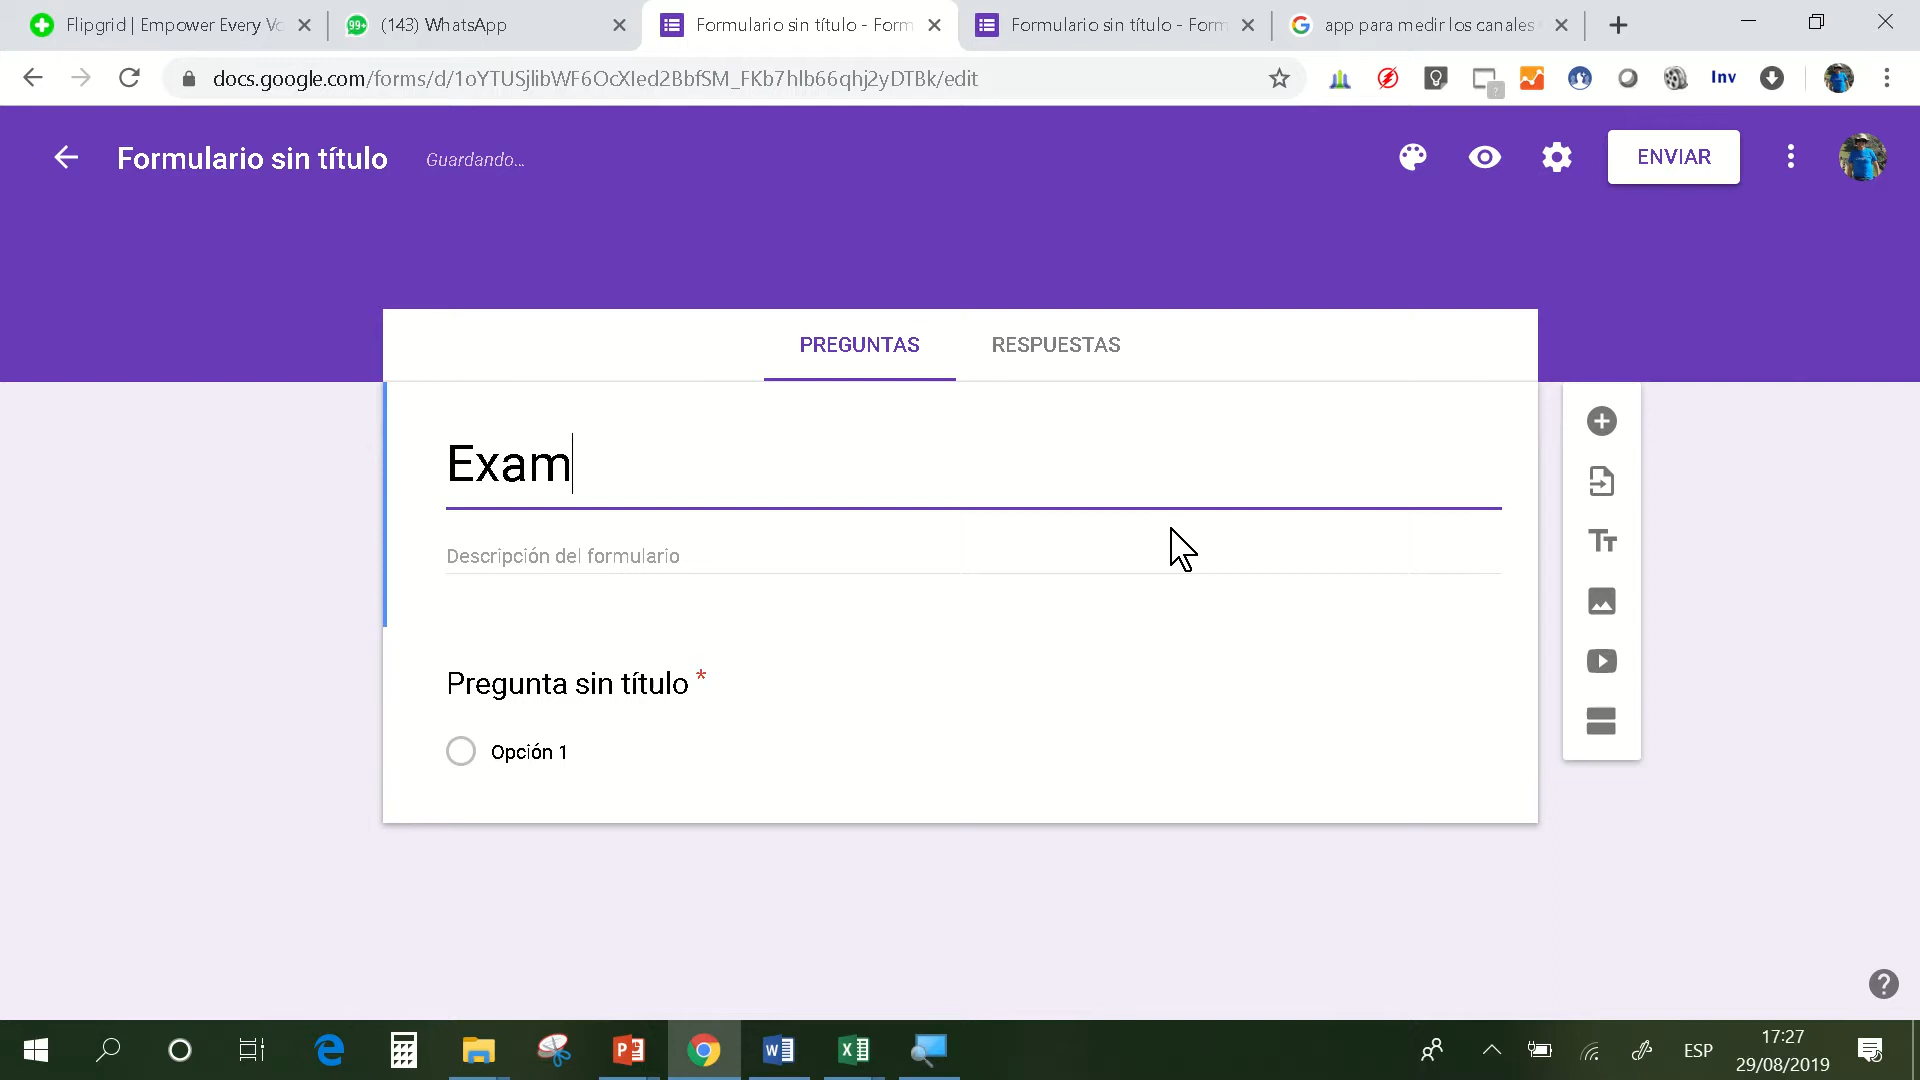 Flipgrid | Empower Every Vo
(143) WhatsApp
Formulario sin título - Form
Formulario sin título - Form
app para medir los canales
docs.google.com/forms/d/1oYTUSjlibWF6OcXIed2BbfSM_FKb7hlb66qhj2yDTBk/edit
Inv
Formulario sin título
Guardando...
ENVIAR
PREGUNTAS
RESPUESTAS
Exam
Descripción del formulario
Pregunta sin título *
Opción 1
ESP
17:27
29/08/2019